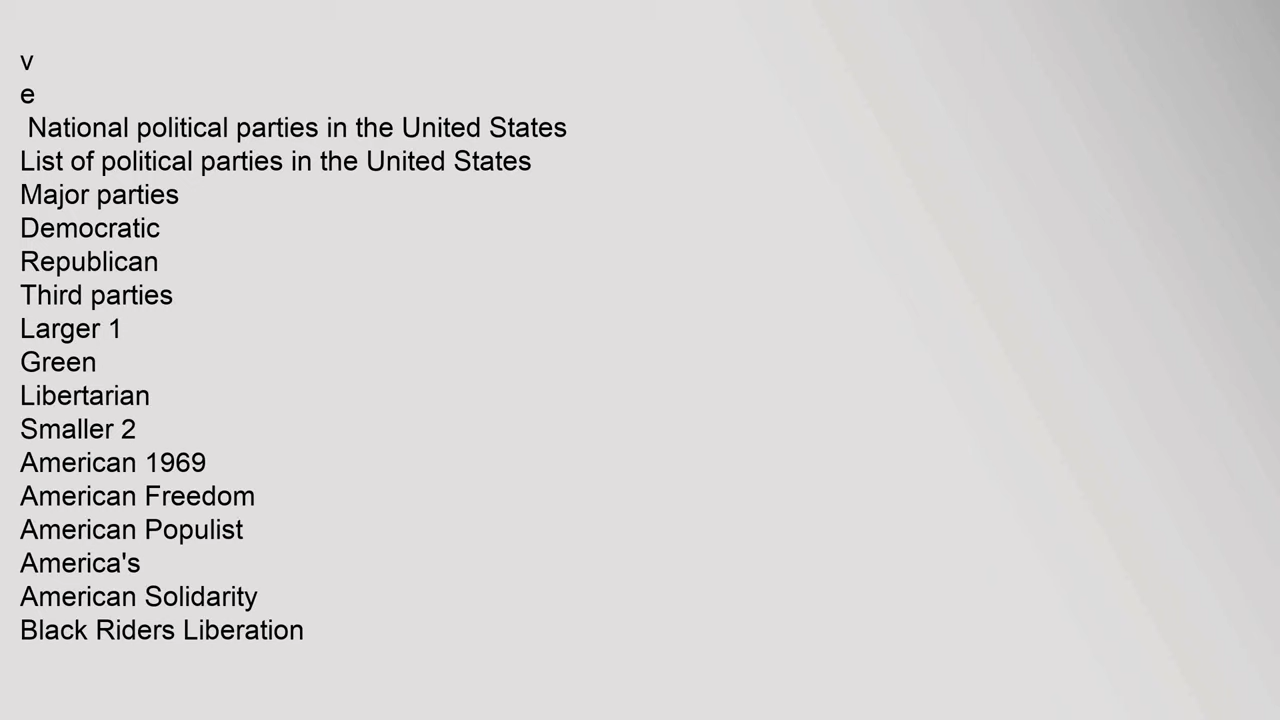 v
e
National political parties in the United States
List of political parties in the United States
Major parties
Democratic
Republican
Third parties
Larger 1
Green
Libertarian
Smaller 2
American 1969
American Freedom
American Populist
America's
American Solidarity
Black Riders Liberation